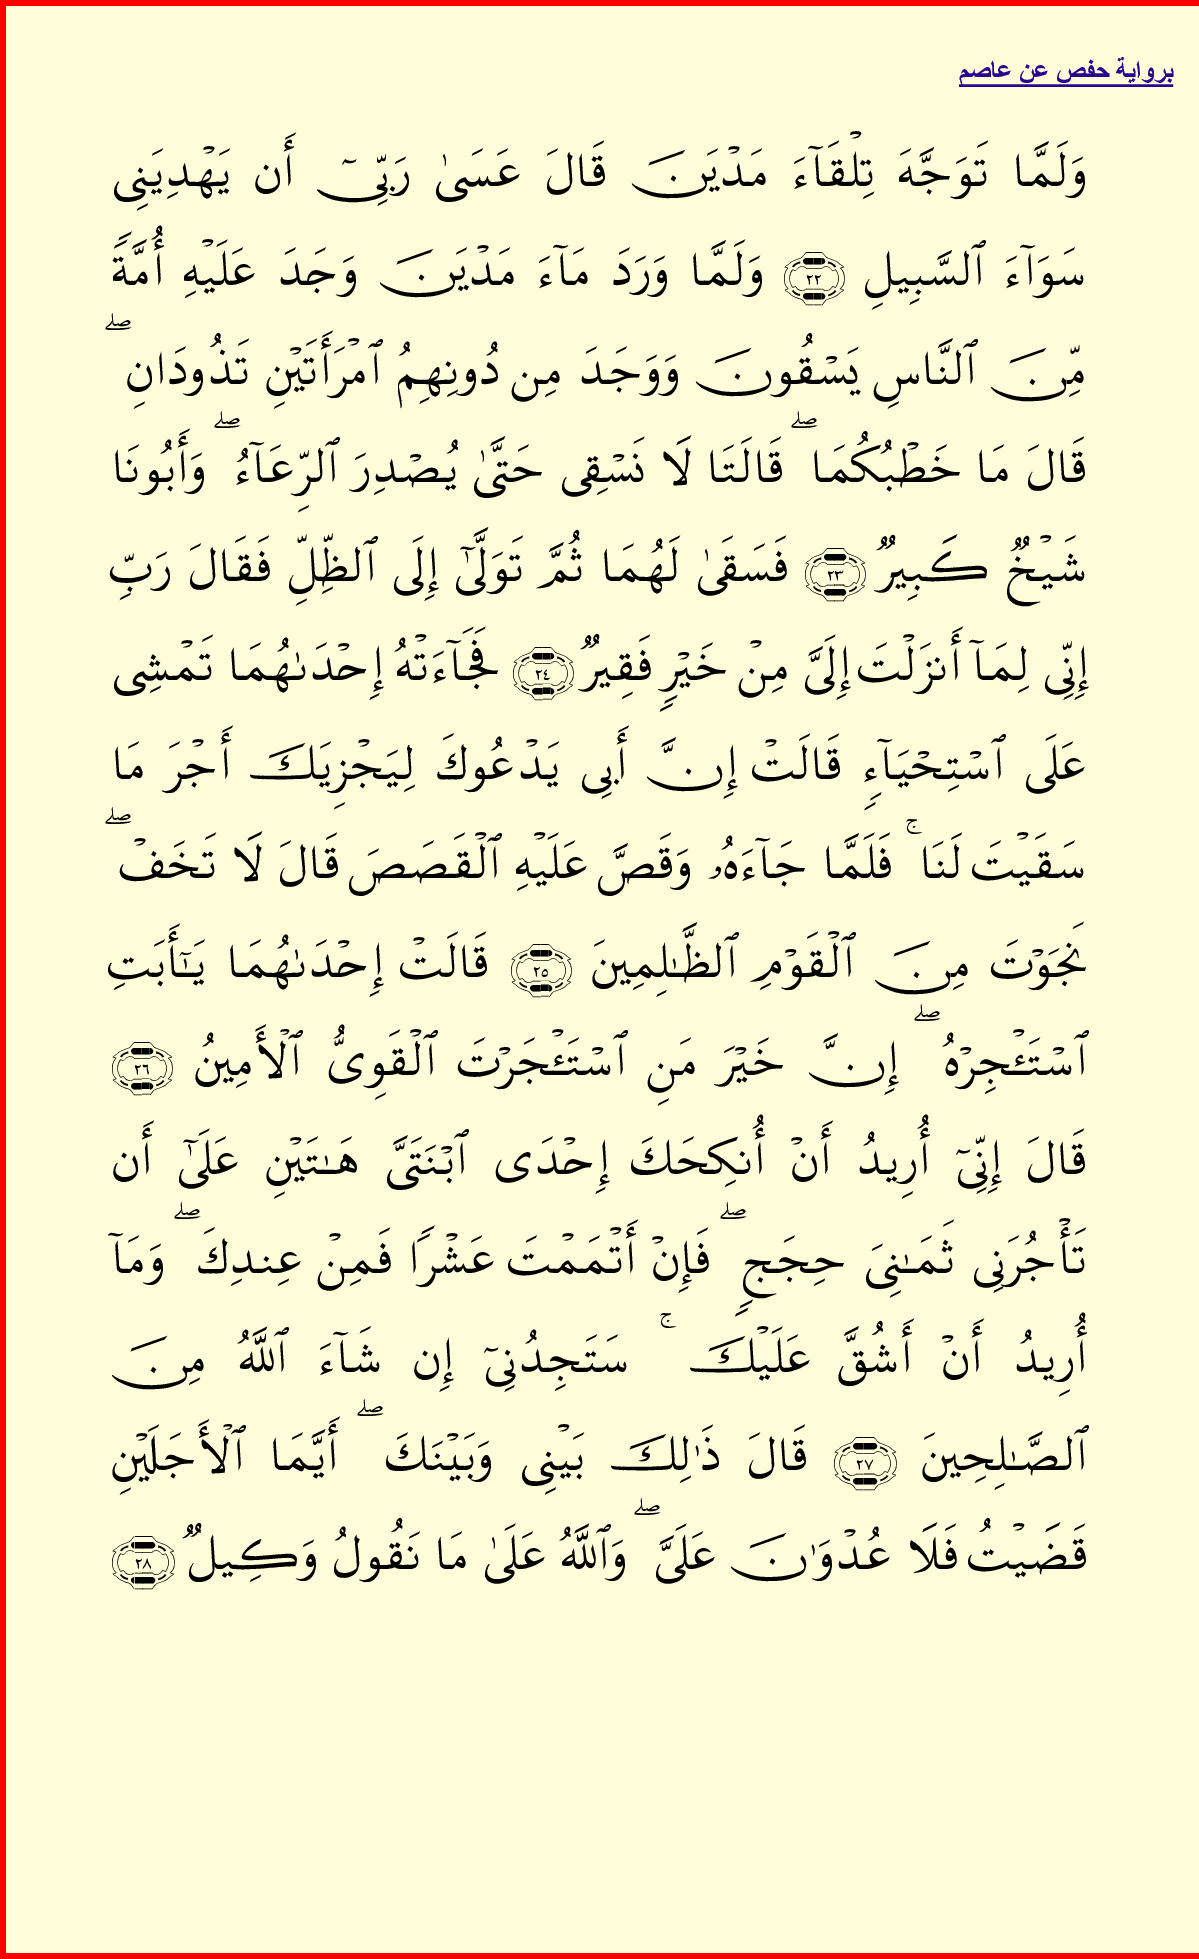 برواية حفص عن عاصم
وَلَمَّا تَوَجَّهَ تِلۡقَآءَ مَدۡيَنَ قَالَ عَسَىٰ رَبِّيٓ أَن يَهۡدِيَنِي
سَوَآءَ ٱلسَّبِيلِ ٢٢ وَلَمَّا وَرَدَ مَآءَ مَدۡيَنَ وَجَدَ عَلَيۡهِ أُمَّةٗ
مِّنَ ٱلنَّاسِ يَسۡقُونَ وَوَجَدَ مِن دُونِهِمُ ٱمۡرَأَتَيۡنِ تَذُودَانِۖ
قَالَ مَا خَطۡبُكُمَاۖ قَالَتَا لَا نَسۡقِي حَتَّىٰ يُصۡدِرَ ٱلرِّعَآءُۖ وَأَبُونَا
شَيۡخٞ كَبِيرٞ ٢٣ فَسَقَىٰ لَهُمَا ثُمَّ تَوَلَّىٰٓ إِلَى ٱلظِّلِّ فَقَالَ رَبِّ
إِنِّي لِمَآ أَنزَلۡتَ إِلَيَّ مِنۡ خَيۡرٖ فَقِيرٞ ٢٤ فَجَآءَتۡهُ إِحۡدَىٰهُمَا تَمۡشِي
عَلَى ٱسۡتِحۡيَآءٖ قَالَتۡ إِنَّ أَبِي يَدۡعُوكَ لِيَجۡزِيَكَ أَجۡرَ مَا
سَقَيۡتَ لَنَاۚ فَلَمَّا جَآءَهُۥ وَقَصَّ عَلَيۡهِ ٱلۡقَصَصَ قَالَ لَا تَخَفۡۖ
نَجَوۡتَ مِنَ ٱلۡقَوۡمِ ٱلظَّٰلِمِينَ ٢٥ قَالَتۡ إِحۡدَىٰهُمَا يَٰٓأَبَتِ
ٱسۡتَـٔۡجِرۡهُۖ إِنَّ خَيۡرَ مَنِ ٱسۡتَـٔۡجَرۡتَ ٱلۡقَوِيُّ ٱلۡأَمِينُ ٢٦
قَالَ إِنِّيٓ أُرِيدُ أَنۡ أُنكِحَكَ إِحۡدَى ٱبۡنَتَيَّ هَٰتَيۡنِ عَلَىٰٓ أَن
تَأۡجُرَنِي ثَمَٰنِيَ حِجَجٖۖ فَإِنۡ أَتۡمَمۡتَ عَشۡرٗا فَمِنۡ عِندِكَۖ وَمَآ
أُرِيدُ أَنۡ أَشُقَّ عَلَيۡكَۚ سَتَجِدُنِيٓ إِن شَآءَ ٱللَّهُ مِنَ
ٱلصَّٰلِحِينَ ٢٧ قَالَ ذَٰلِكَ بَيۡنِي وَبَيۡنَكَۖ أَيَّمَا ٱلۡأَجَلَيۡنِ
قَضَيۡتُ فَلَا عُدۡوَٰنَ عَلَيَّۖ وَٱللَّهُ عَلَىٰ مَا نَقُولُ وَكِيلٞ ٢٨